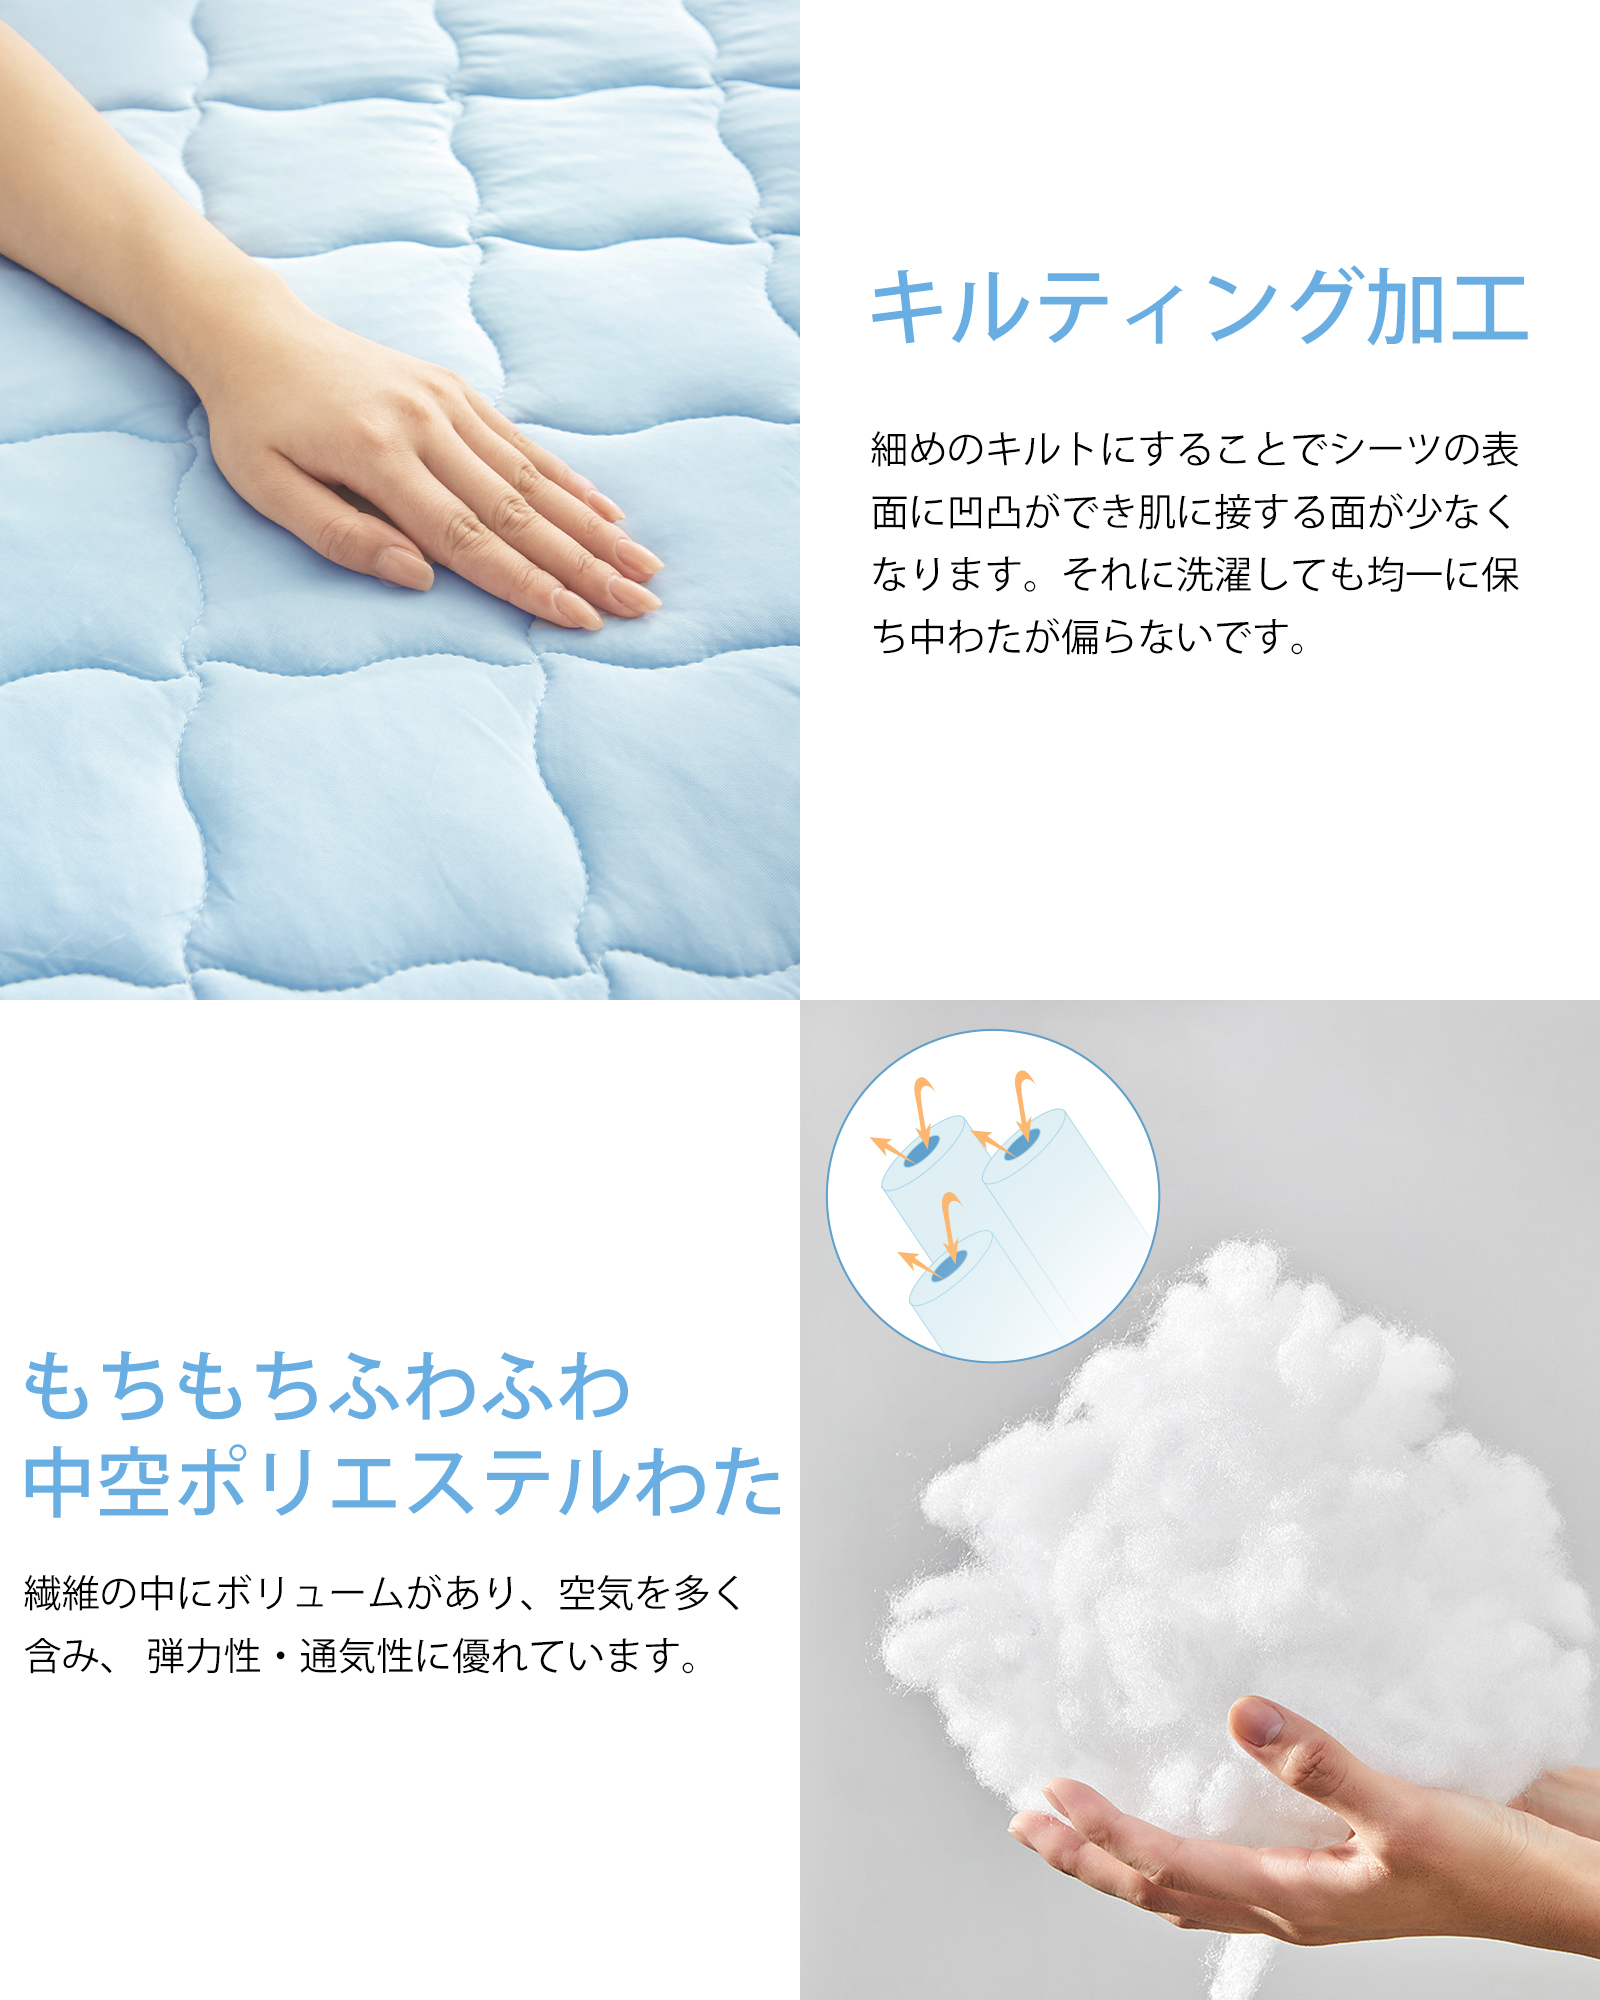 キルティング加工
細めのキルトにすることでシーツの表
面に凹凸ができ肌に接する面が少なく
なります。それに洗濯しても均一に保
ち中わたが偏らないです。
もちもちふわふわ
中空ポリエステルわた
繊維の中にボリュームがあり、空気を多く
含み、 弾力性・通気性に優れています。